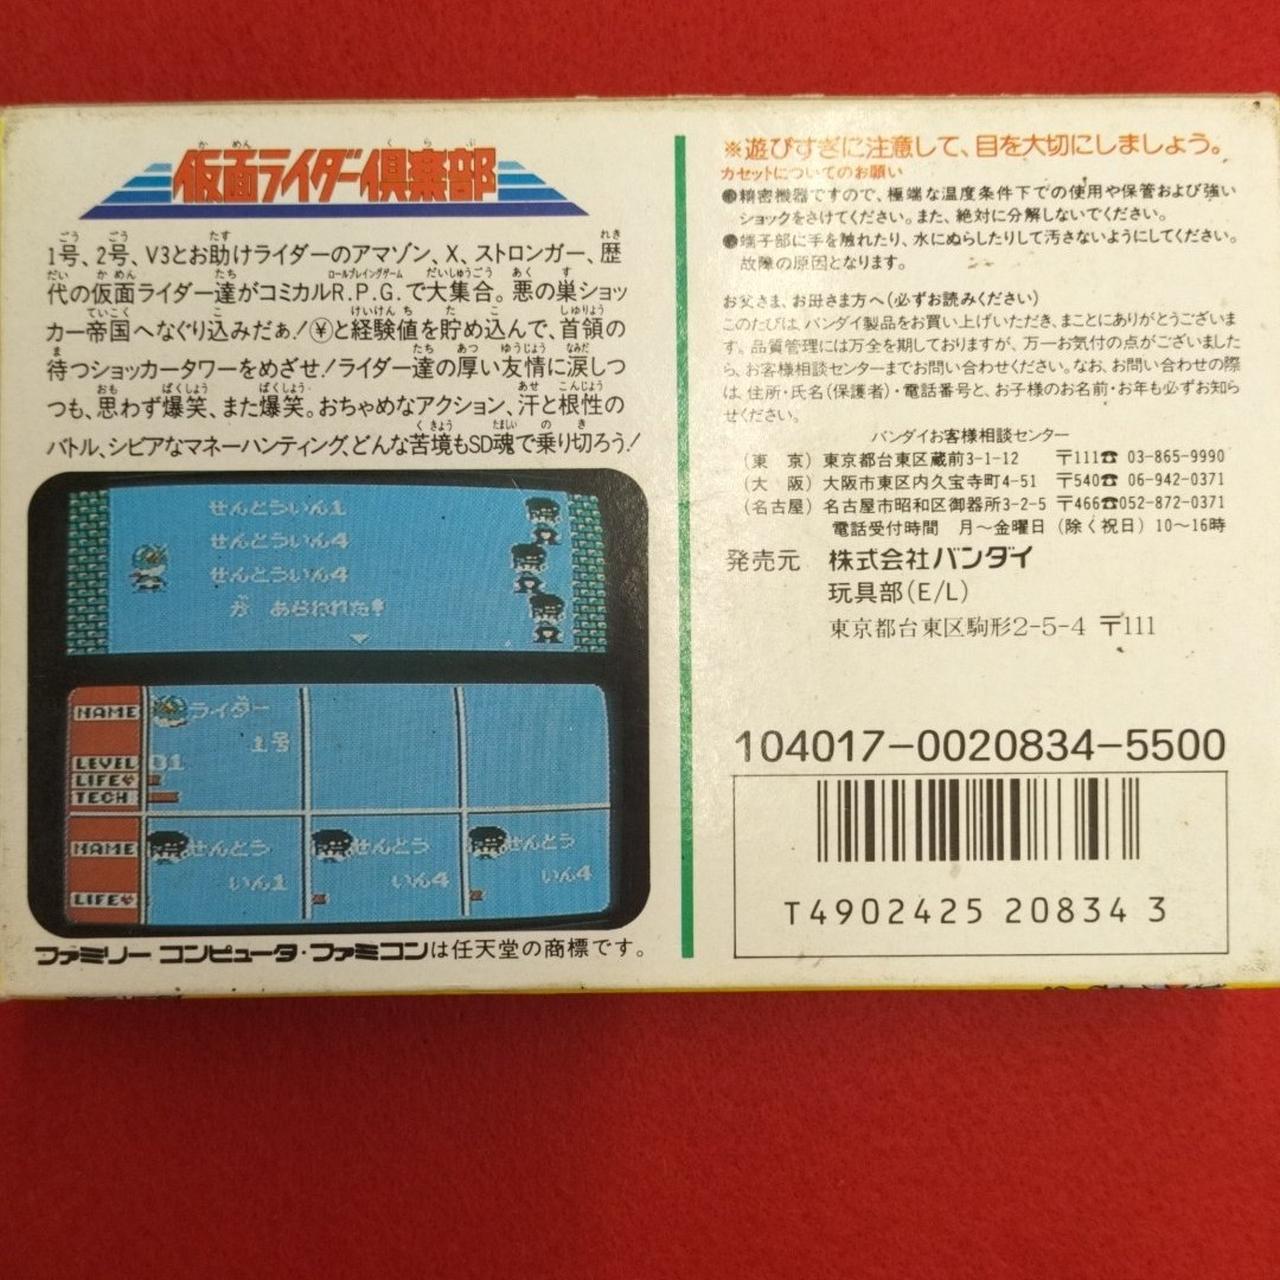 仮面ライダー倶楽部
1号、2号、V3とお助けライダーのアマゾン、X、ストロンガー、歴
代の仮面ライダー達がコミカルR.P.G.で大集合。悪の巣ショッ
カー帝国へなぐり込みだぁ!¥と経験値を貯め込んで、首領の
待つショッカータワーをめざせ!ライダー達の厚い友情に涙しつ
つも、思わず爆笑、また爆笑。おちゃめなアクション、汗と根性の
バトル、シビアなマネーハンティング、どんな苦境もSD魂で乗り切ろう!
せんとういん1
せんとういん4
せんとういん4
が あらわれた!
NAME ライダー
1号
LEVEL 01
LIFE♥
TECH
NAME せんとう せんとう せんとう
いん1 いん4 いん4
LIFE♥
ファミリー コンピュータ・ファミコンは任天堂の商標です。
※遊びすぎに注意して、目を大切にしましょう。
カセットについてのお願い
●精密機器ですので、極端な温度条件下での使用や保管および強い
ショックをさけてください。また、絶対に分解しないでください。
●端子部に手を触れたり、水にぬらしたりして汚さないようにしてください。
故障の原因となります。
お父さま、お母さま方へ(必ずお読みください)
このたびは、バンダイ製品をお買い上げいただき、まことにありがとうございま
す。品質管理には万全を期しておりますが、万一お気付の点がございました
ら、お客様相談センターまでお問い合わせください。なお、お問い合わせの際
は、住所・氏名(保護者)・電話番号と、お子様のお名前・お年も必ずお知ら
せください。
バンダイお客様相談センター
(東 京) 東京都台東区蔵前3-1-12 〒111☎ 03-865-9990
(大 阪) 大阪市東区内久宝寺町4-51 〒540☎ 06-942-0371
(名古屋) 名古屋市昭和区御器所3-2-5 〒466☎052-872-0371
電話受付時間 月〜金曜日(除く祝日)10〜16時
発売元 株式会社バンダイ
玩具部(E/L)
東京都台東区駒形2-5-4 〒111
104017-0020834-5500
T4902425 20834 3